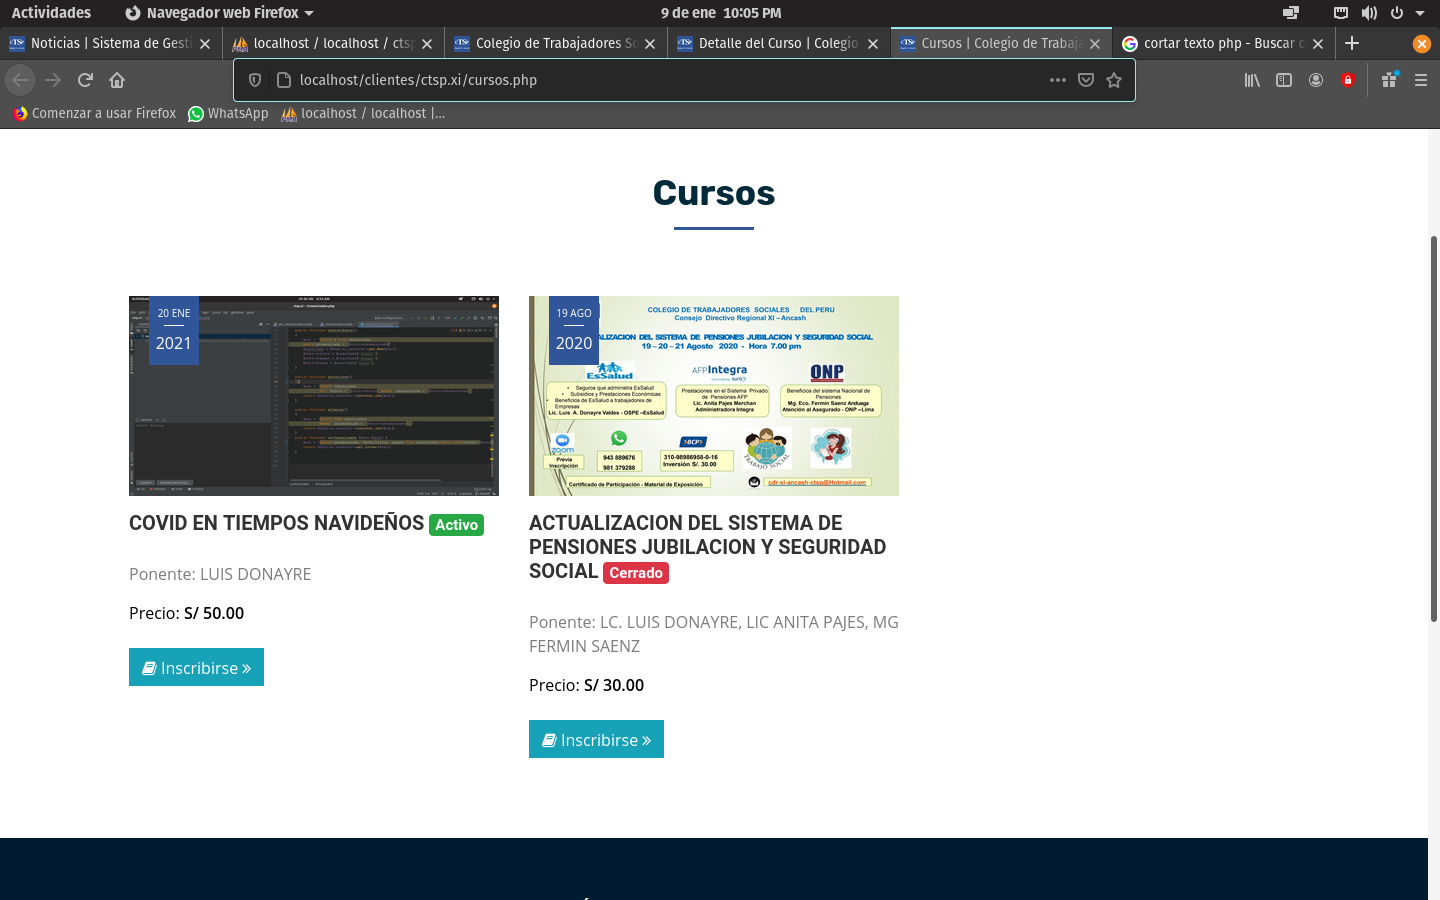 Actividades
Navegador web Firefox
9 de ene 10:05 PM
Noticias | Sistema de Gesti
localhost / localhost / ctsp
Colegio de Trabajadores So
Detalle del Curso | Colegio
Cursos | Colegio de Trabaja
cortar texto php - Buscar c
localhost/clientes/ctsp.xi/cursos.php
Comenzar a usar Firefox
WhatsApp
localhost / localhost |...
Cursos
20 ENE
2021
19 AGO
2020
COLEGIO DE TRABAJADORES SOCIALES DEL PERU
Consejo Directivo Regional XI – Ancash
ALIZACION DEL SISTEMA DE PENSIONES JUBILACION Y SEGURIDAD SOCIAL
19 – 20 – 21 Agosto 2020 - Hora 7.00 pm
EsSalud
AFPIntegra
ONP
Seguros que administra EsSalud
Subsidios y Prestaciones Económicas
Beneficios de EsSalud a trabajadores de
Empresas
Lic. Luis A. Donayre Valdes - OSPE –EsSalud
Prestaciones en el Sistema Privado
de Pensiones AFP
Lic. Anita Pajes Merchan
Administradora Integra
Beneficios del sistema Nacional de
Pensiones
Mg. Eco. Fermin Saenz Anduaga
Atención al Asegurado - ONP –Lima
zoom
Previa
Inscripción
943 889676
981 379288
>BCP>
310-98986958-0-16
Inversión S/. 30.00
TRABAJO SOCIAL
Certificado de Participación - Material de Exposición
cdr-xi-ancash-ctsp@Hotmail.com
COVID EN TIEMPOS NAVIDEÑOS Activo
Ponente: LUIS DONAYRE
Precio: S/ 50.00
Inscribirse »
ACTUALIZACION DEL SISTEMA DE
PENSIONES JUBILACION Y SEGURIDAD
SOCIAL Cerrado
Ponente: LC. LUIS DONAYRE, LIC ANITA PAJES, MG
FERMIN SAENZ
Precio: S/ 30.00
Inscribirse »